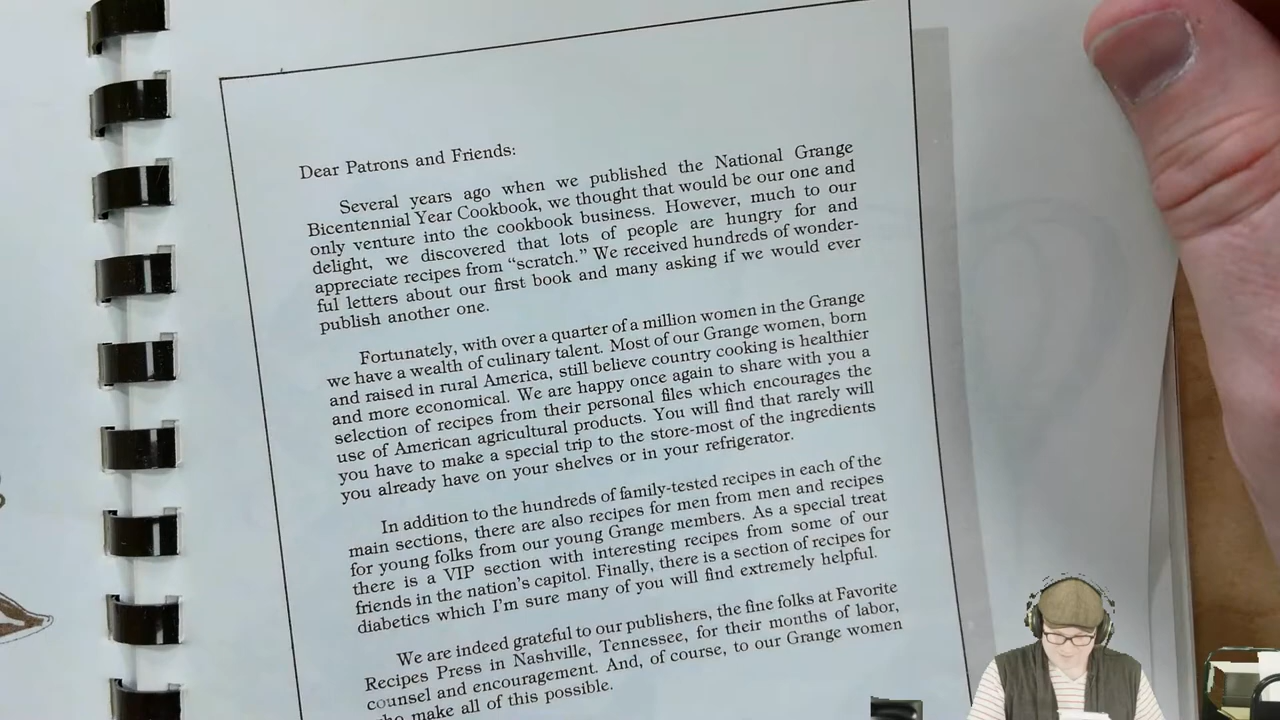 Dear Patrons and Friends:
Several years ago when we published the National Grange
Bicentennial Year Cookbook, we thought that would be our one and
only venture into the cookbook business. However, much to our
delight, we discovered that lots of people are hungry for and
appreciate recipes from “scratch.” We received hundreds of wonder-
ful letters about our first book and many asking if we would ever
publish another one.
Fortunately, with over a quarter of a million women in the Grange
we have a wealth of culinary talent. Most of our Grange women, born
and raised in rural America, still believe country cooking is healthier
and more economical. We are happy once again to share with you a
selection of recipes from their personal files which encourages the
use of American agricultural products. You will find that rarely will
you have to make a special trip to the store-most of the ingredients
you already have on your shelves or in your refrigerator.
In addition to the hundreds of family-tested recipes in each of the
main sections, there are also recipes for men from men and recipes
for young folks from our young Grange members. As a special treat
there is a VIP section with interesting recipes from some of our
friends in the nation's capitol. Finally, there is a section of recipes for
diabetics which I'm sure many of you will find extremely helpful.
We are indeed grateful to our publishers, the fine folks at Favorite
Recipes Press in Nashville, Tennessee, for their months of labor,
counsel and encouragement. And, of course, to our Grange women
who make all of this possible.